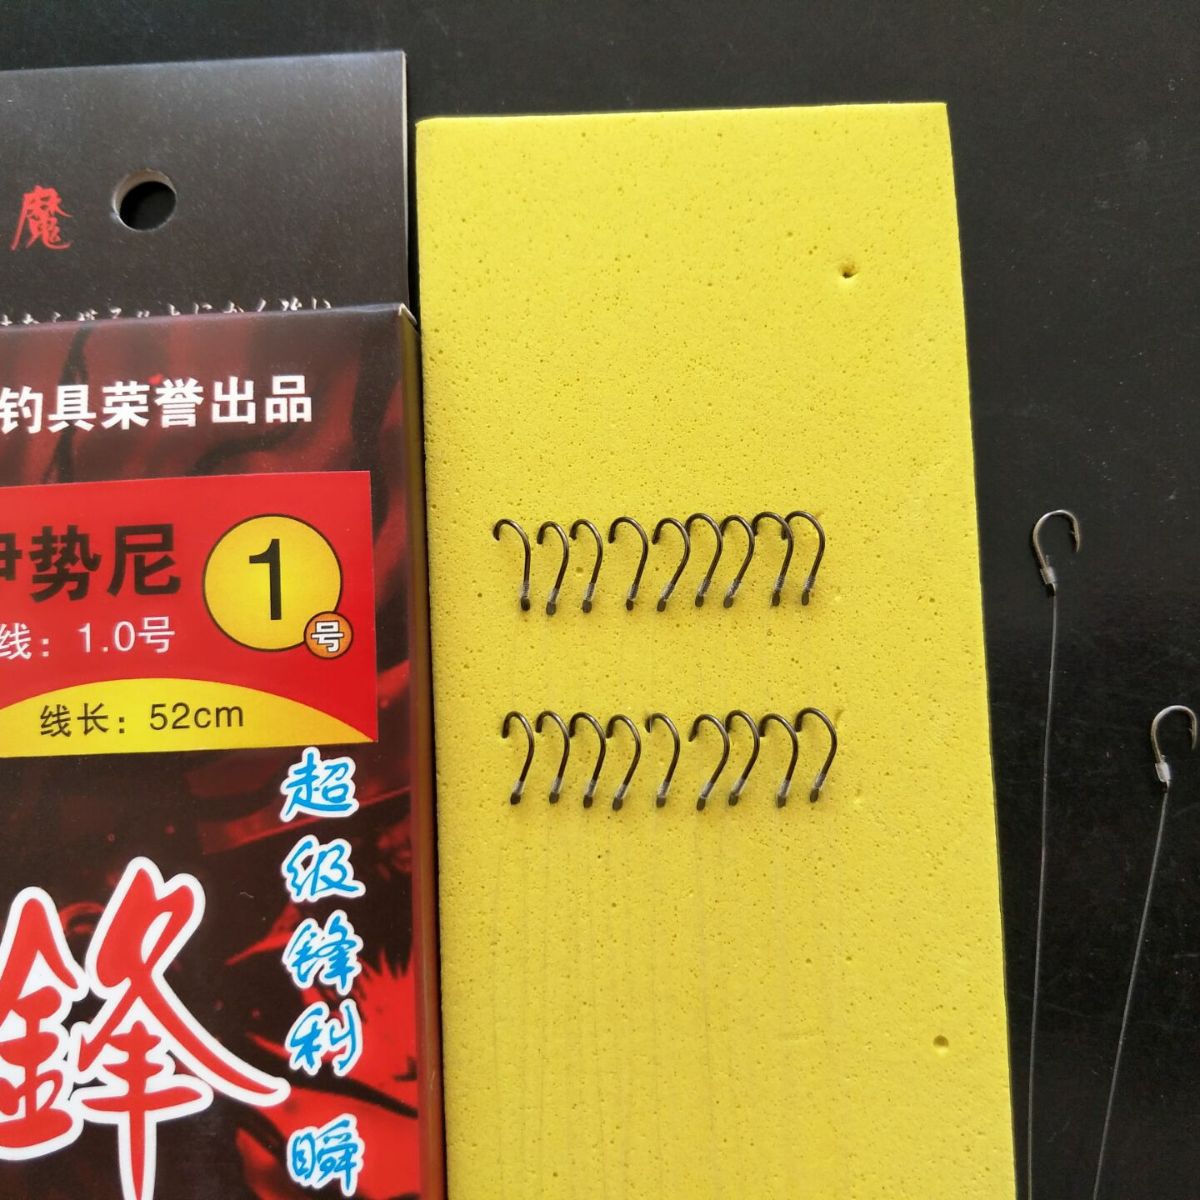 魔
钓具荣誉出品
伊势尼
1号
线：1.0号
线长：52cm
超级锋利 瞬
鋒